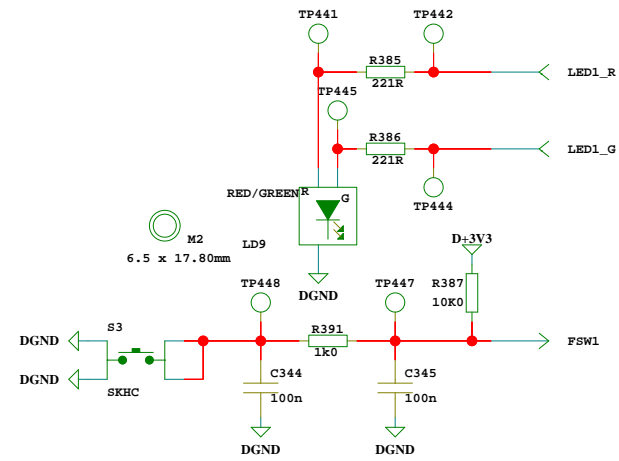 TP441
TP442
R385
221R
LED1_R
TP445
R386
221R
LED1_G
TP444
RED/GREEN
R
G
LD9
M2
6.5 x 17.80mm
DGND
D+3V3
R387
10K0
TP448
TP447
S3
DGND
R391
1k0
FSW1
DGND
SKHC
C344
100n
C345
100n
DGND
DGND